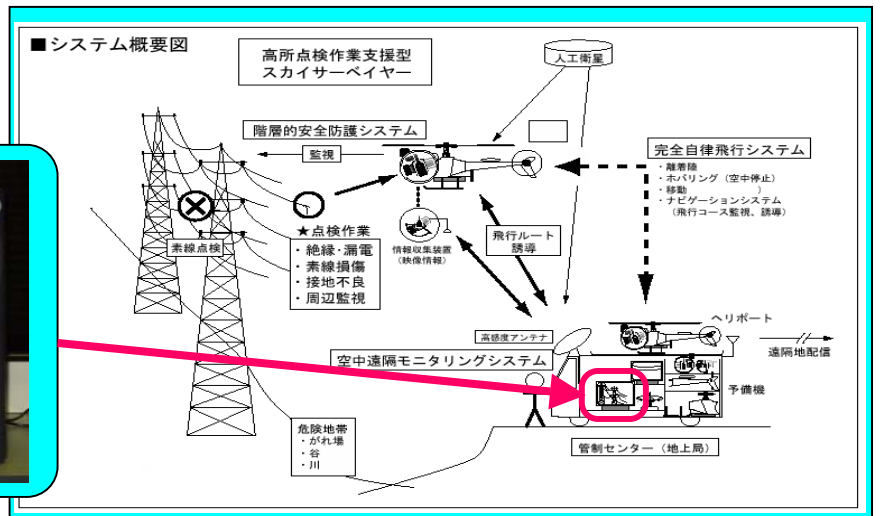 ■システム概要図
高所点検作業支援型
スカイサーベイヤー
人工衛星
階層的安全防護システム
監視
完全自律飛行システム
・離着陸
・ホバリング（空中停止）
・移動　　　　　　　）
・ナビゲーションシステム
（飛行コース監視、誘導）
素線点検
★点検作業
・絶縁・漏電
・素線損傷
・接地不良
・周辺監視
情報収集装置
（映像情報）
飛行ルート
誘導
ヘリポート
高感度アンテナ
遠隔地配信
空中遠隔モニタリングシステム
予備機
危険地帯
・がれ場
・谷
・川
管制センター（地上局）